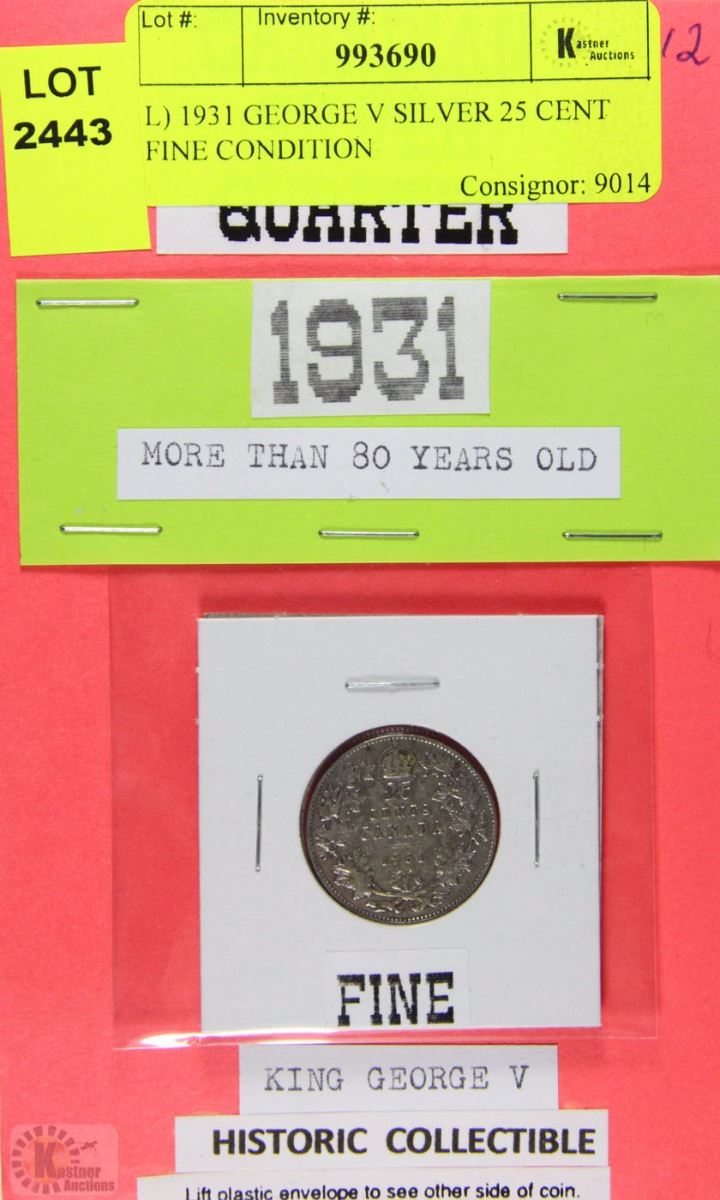 Lot #:
Inventory #:
993690
Kastner
Auctions
12
LOT
2443
L) 1931 GEORGE V SILVER 25 CENT
FINE CONDITION
Consignor: 9014
QUARTER
1931
MORE THAN 80 YEARS OLD
25
CENTS
CANADA
1931
FINE
KING GEORGE V
HISTORIC COLLECTIBLE
Lift plastic envelope to see other side of coin.
Kastner
Auctions